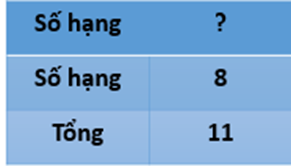 Số hạng ?
Số hạng 8
Tổng 11